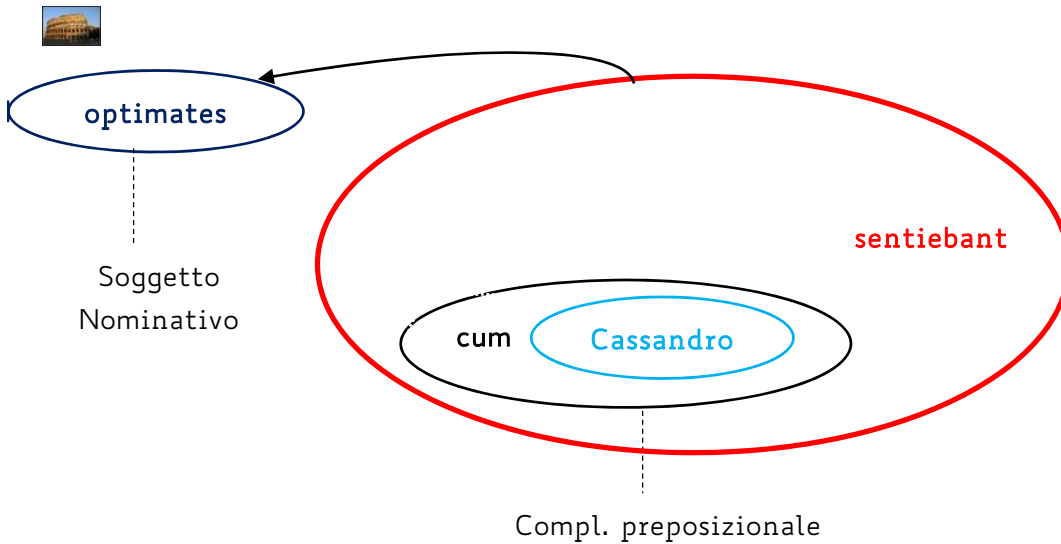 optimates
sentiebant
Soggetto
Nominativo
cum Cassandro
Compl. preposizionale